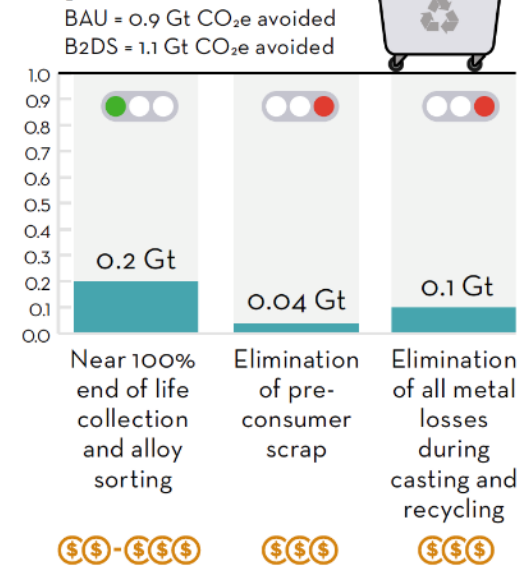 BAU = 0.9 Gt CO₂e avoided
B2DS = 1.1 Gt CO₂e avoided
1.0
0.9
0.8
0.7
0.6
0.5
0.4
0.3
0.2
0.1
0.0
0.2 Gt
0.04 Gt
0.1 Gt
Near 100%
end of life
collection
and alloy
sorting
Elimination
of pre-
consumer
scrap
Elimination
of all metal
losses
during
casting and
recycling
$$-$$$
$$$
$$$